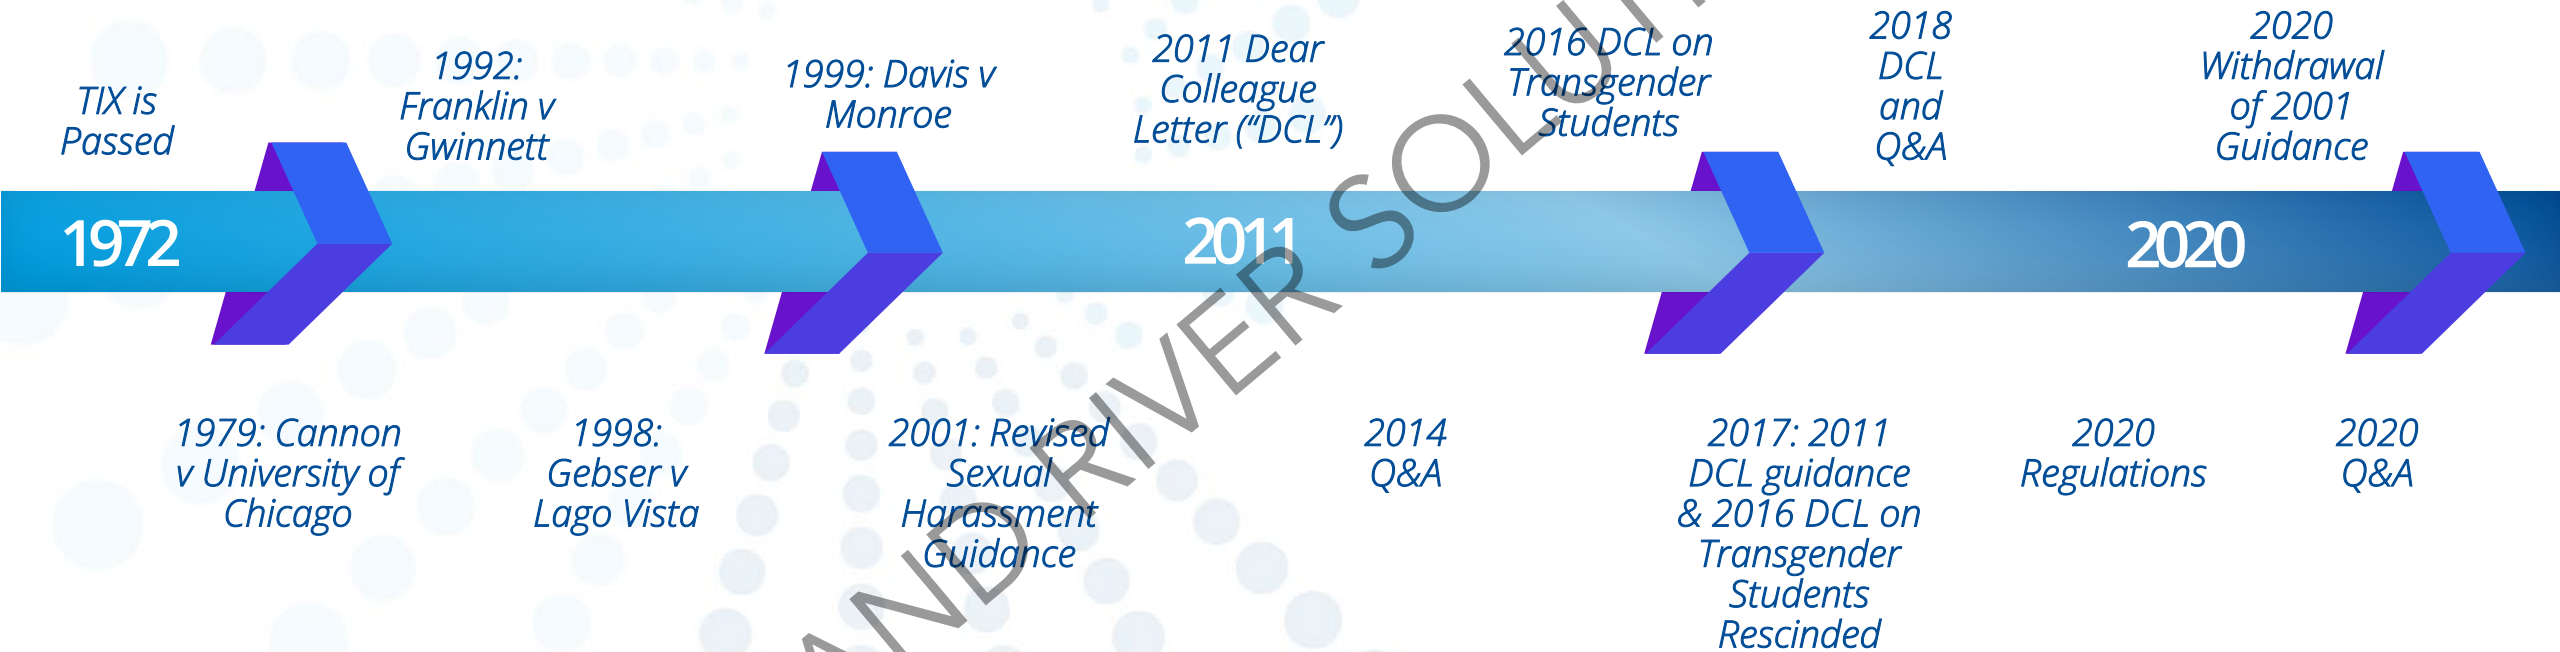 TIX is
Passed
1992:
Franklin v
Gwinnett
1999: Davis v
Monroe
2011 Dear
Colleague
Letter (“DCL”)
2016 DCL on
Transgender
Students
2018
DCL
and
Q&A
2020
Withdrawal
of 2001
Guidance
1972
2011
2020
1979: Cannon
v University of
Chicago
1998:
Gebser v
Lago Vista
2001: Revised
Sexual
Harassment
Guidance
2014
Q&A
2017: 2011
DCL guidance
& 2016 DCL on
Transgender
Students
Rescinded
2020
Regulations
2020
Q&A
RIVER